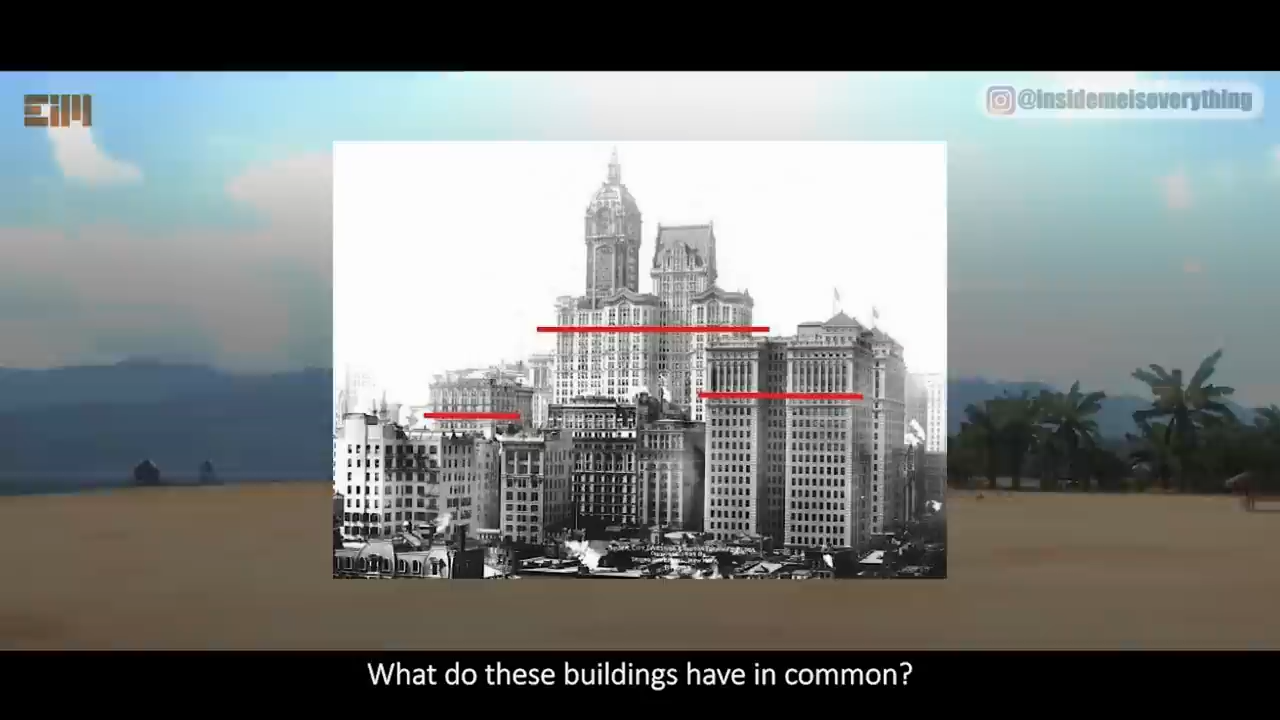 EiM
@insidemeiseverything
What do these buildings have in common?